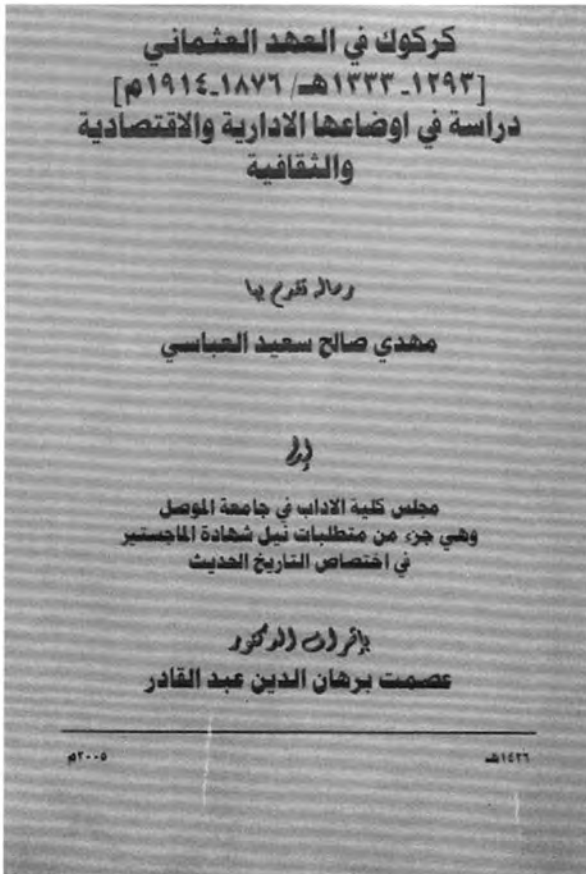 كركوك في العهد العثماني
[١٢٩٣-١٣٣٣هـ/ ١٨٧٦-١٩١٤م]
دراسة في اوضاعها الادارية والاقتصادية
والثقافية
رسالة تقدم بها
مهدي صالح سعيد العباسي
إلى
مجلس كلية الاداب في جامعة الموصل
وهي جزء من متطلبات نيل شهادة الماجستير
في اختصاص التاريخ الحديث
بإشراف الدكتور
عصمت برهان الدين عبد القادر
١٤٢٦هـ ٢٠٠٥م